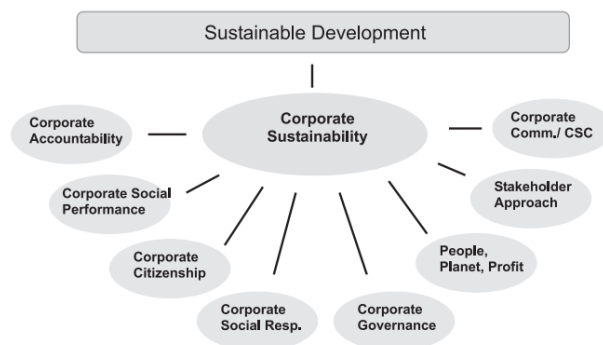 Sustainable Development
Corporate
Sustainability
Corporate
Accountability
Corporate Social
Performance
Corporate
Citizenship
Corporate
Social Resp.
Corporate
Governance
People,
Planet, Profit
Stakeholder
Approach
Corporate
Comm./ CSC